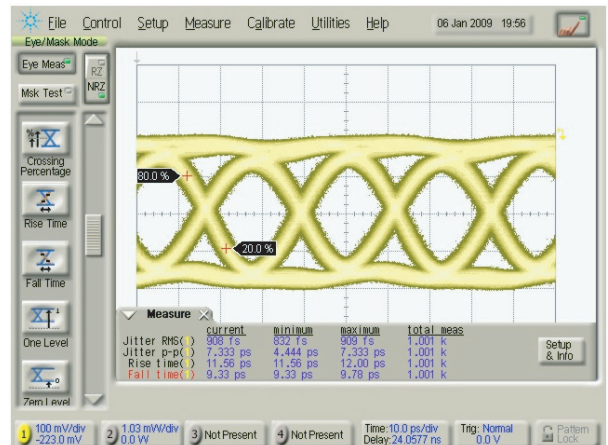 File Control Setup Measure Calibrate Utilities Help 06 Jan 2009 19:56
Eye/Mask Mode
Eye Meas
RZ
NRZ
Msk Test
%
Crossing
Percentage
Rise Time
Fall Time
One Level
Zero Level
80.0 %
20.0 %
Measure
current minimum maximum total meas
Jitter RMS(1) 908 fs 832 fs 909 fs 1.001 k
Jitter p-p(1) 7.333 ps 4.444 ps 7.333 ps 1.001 k
Rise time(1) 11.56 ps 11.56 ps 12.00 ps 1.001 k
Fall time(1) 9.33 ps 9.33 ps 9.78 ps 1.001 k
Setup
& Info
1 100 mV/div
-223.0 mV
2 1.03 mW/div
0.0 W
3 Not Present
4 Not Present
Time:10.0 ps/div
Delay:24.0577 ns
Trig: Normal
0.0 V
Pattern
Lock